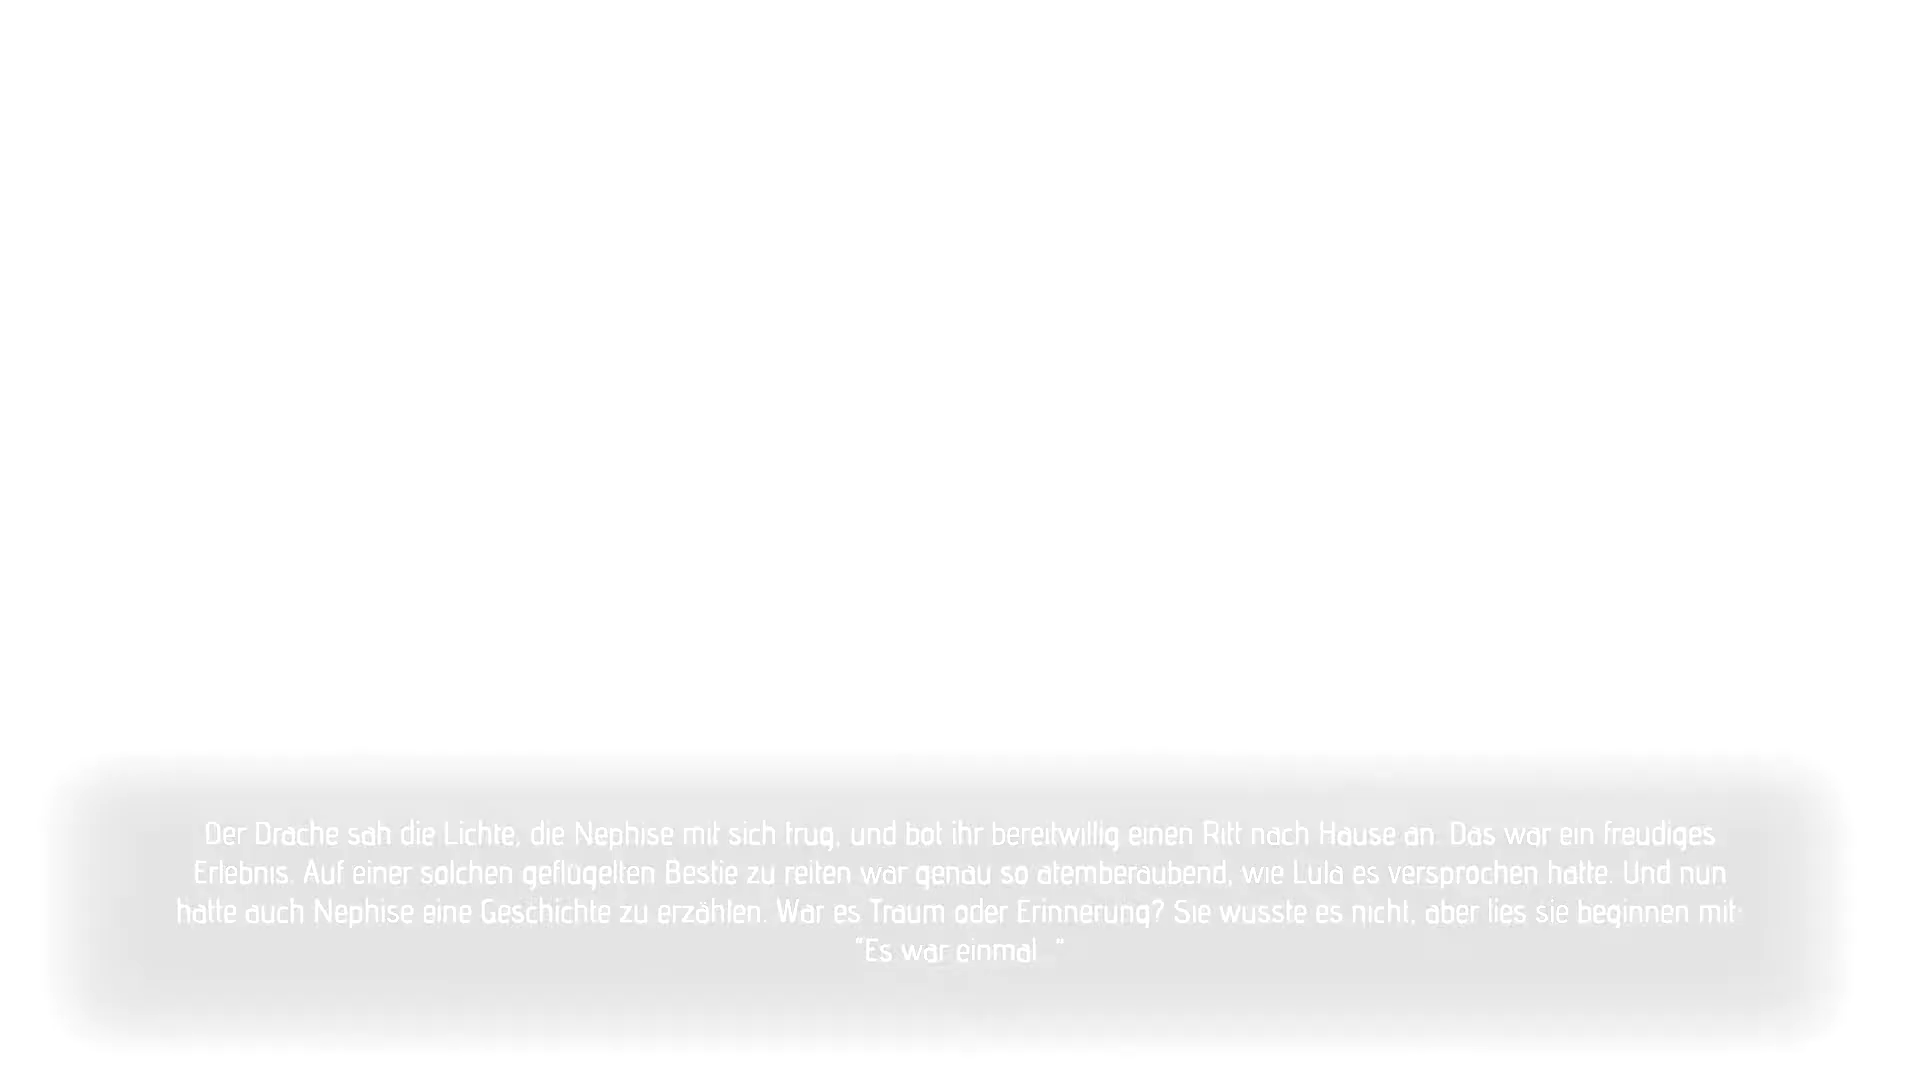 Der Drache sah die Lichte, die Nephise mit sich trug, und bot ihr bereitwillig einen Ritt nach Hause an. Das war ein freudiges
Erlebnis. Auf einer solchen geflügelten Bestie zu reiten war genau so atemberaubend, wie Lula es versprochen hatte. Und nun
hatte auch Nephise eine Geschichte zu erzählen. War es Traum oder Erinnerung? Sie wusste es nicht, aber lies sie beginnen mit:
"Es war einmal..."